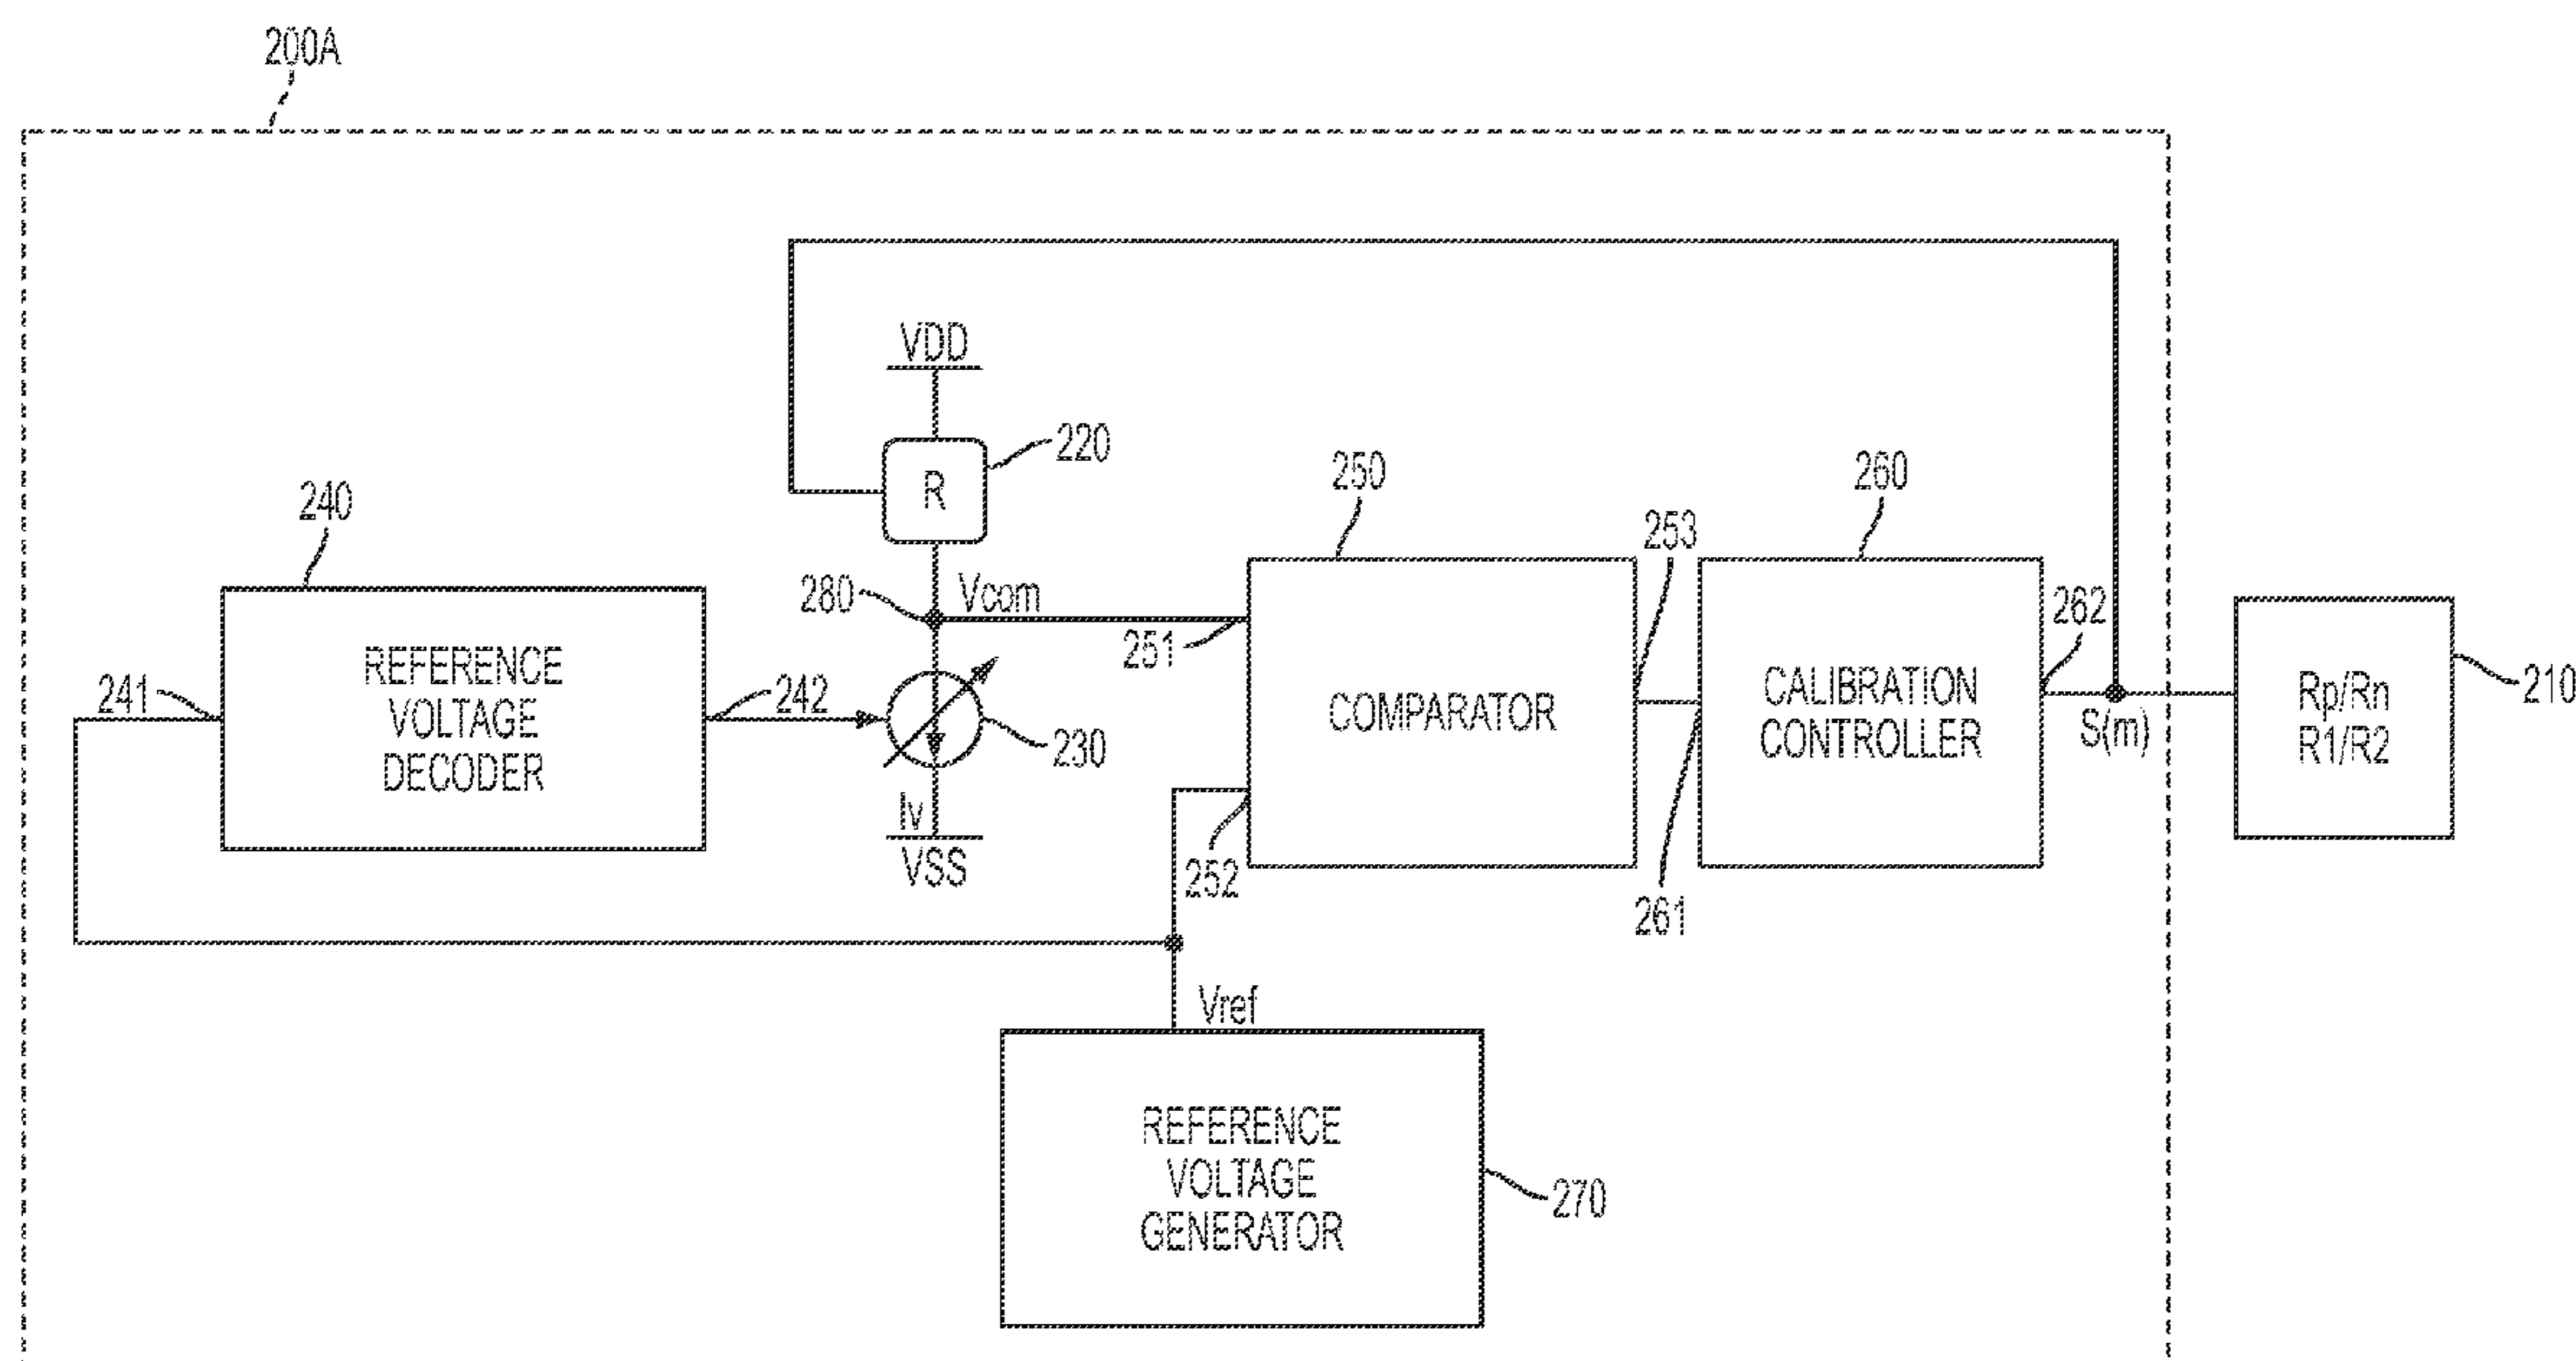 200A
VDD
R
220
240
250
253
260
280
Vcom
251
262
241
REFERENCE
VOLTAGE
DECODER
242
230
COMPARATOR
CALIBRATION
CONTROLLER
S(m)
Rp/Rn
R1/R2
210
Iv
VSS
252
261
Vref
REFERENCE
VOLTAGE
GENERATOR
270